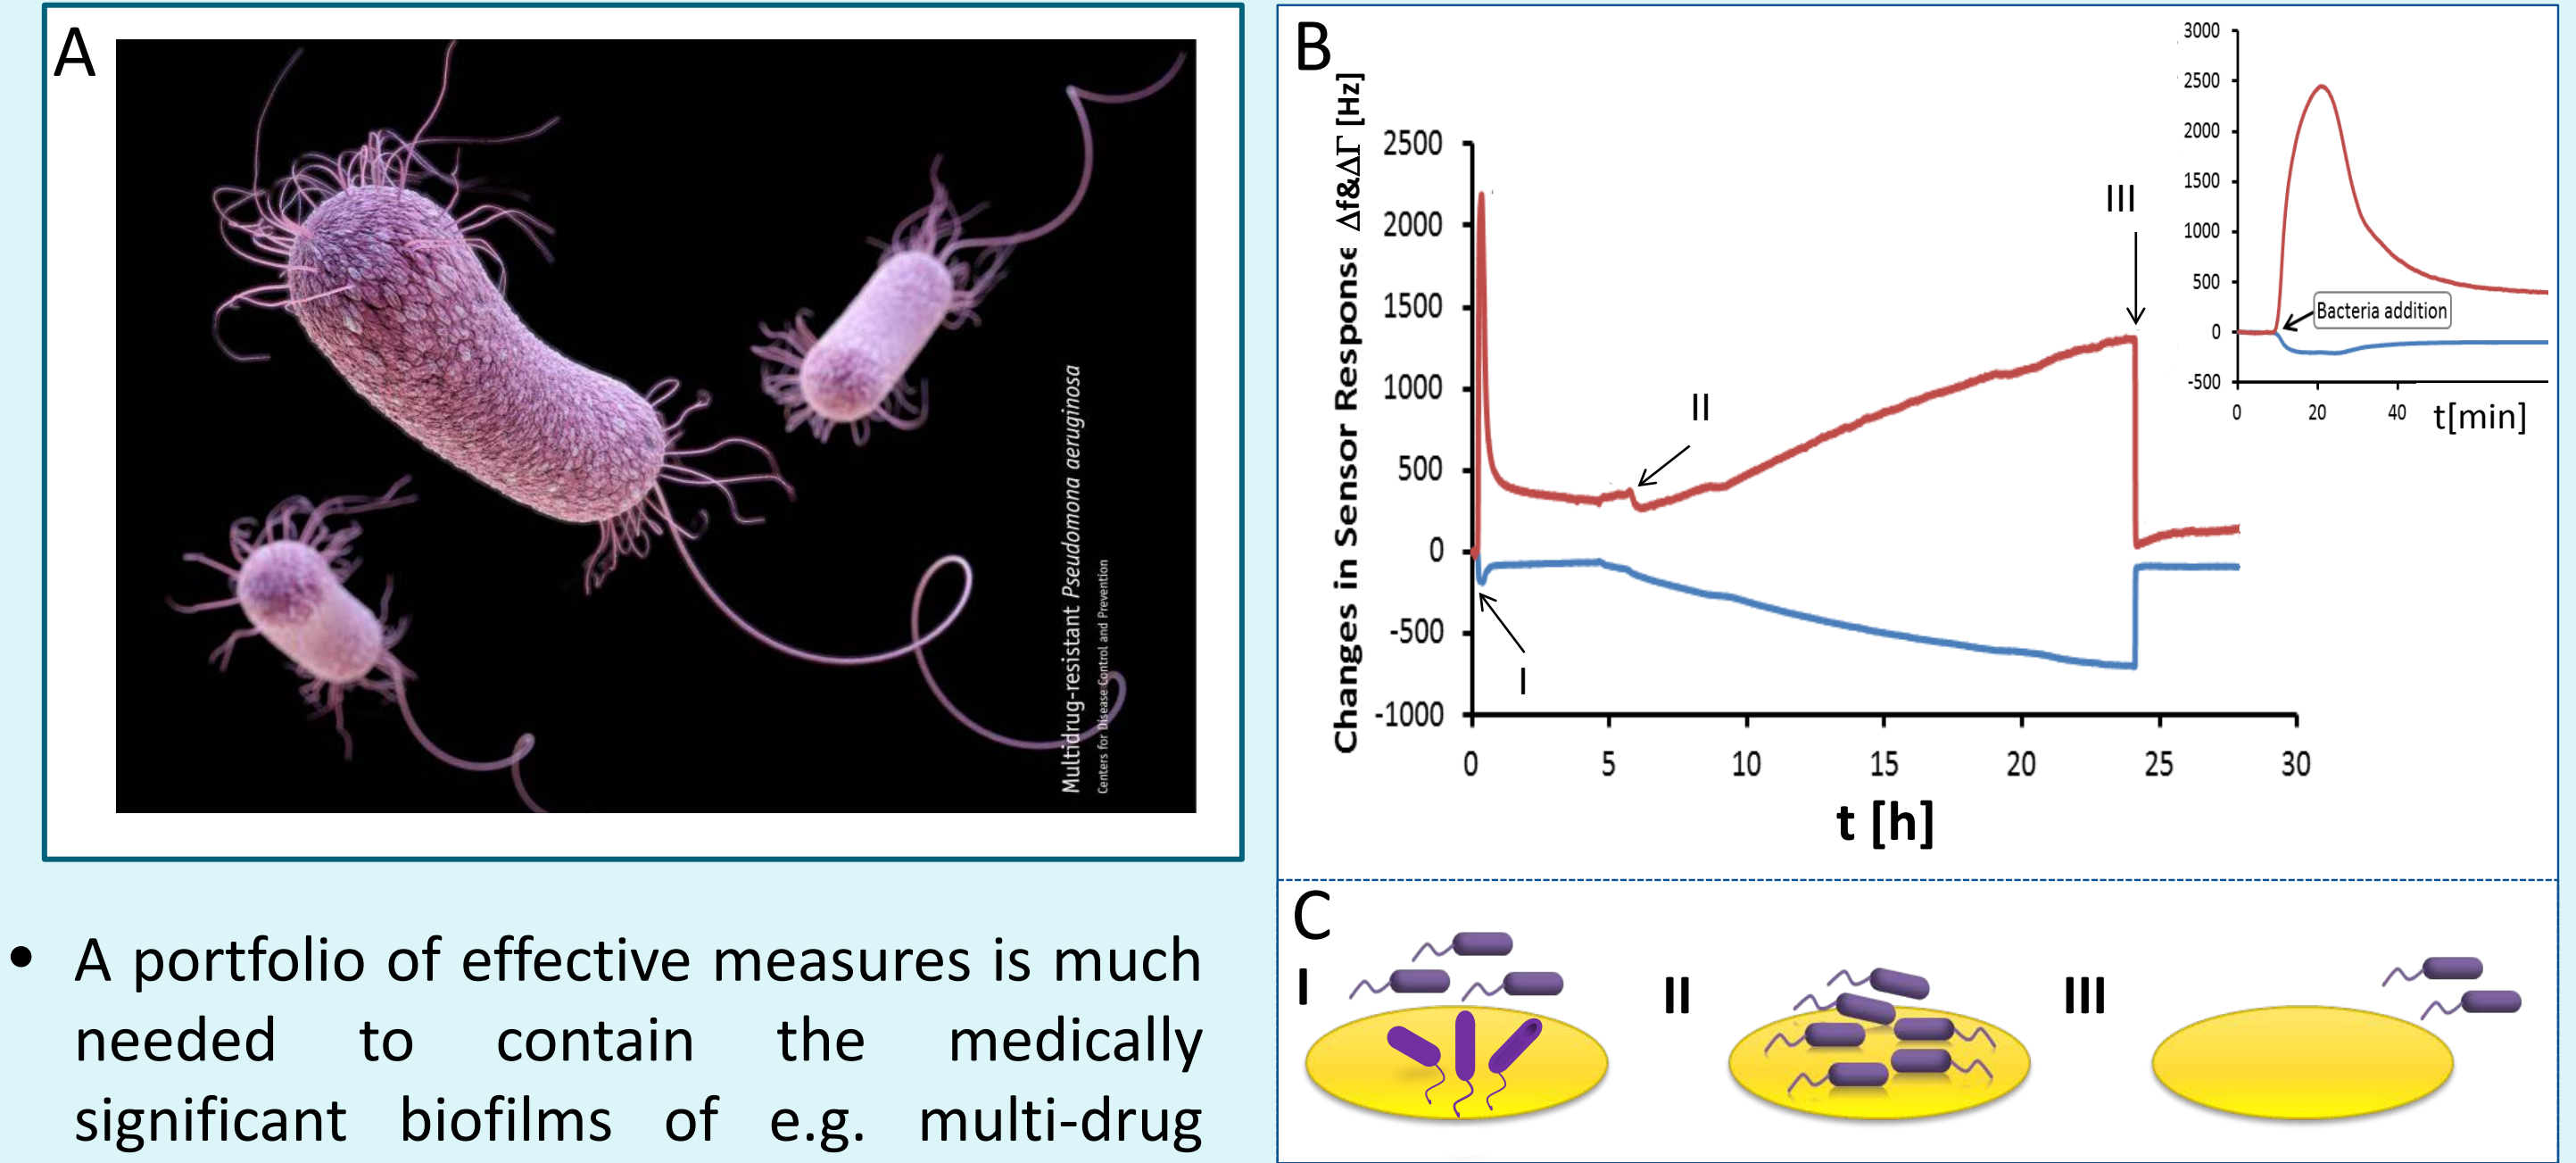 A
Multidrug-resistant Pseudomona aeruginosa
Centers for Disease Control and Prevention
• A portfolio of effective measures is much
needed to contain the medically
significant biofilms of e.g. multi-drug
B
Changes in Sensor Response Δf&ΔΓ [Hz]
2500
2000
1500
1000
500
0
-500
-1000
0 5 10 15 20 25 30
t [h]
I
II
III
3000
2500
2000
1500
1000
500
0
-500
Bacteria addition
0 20 40 t[min]
C
I II III